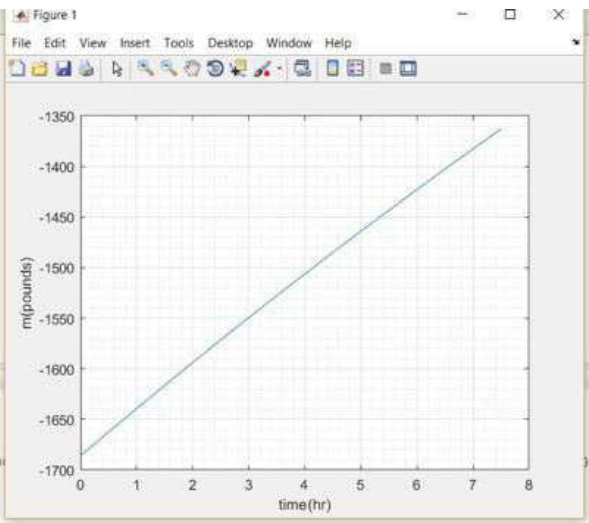 Figure 1
File Edit View Insert Tools Desktop Window Help
-1350
-1400
-1450
-1500
-1550
-1600
-1650
-1700
m(pounds)
0 1 2 3 4 5 6 7 8
time(hr)